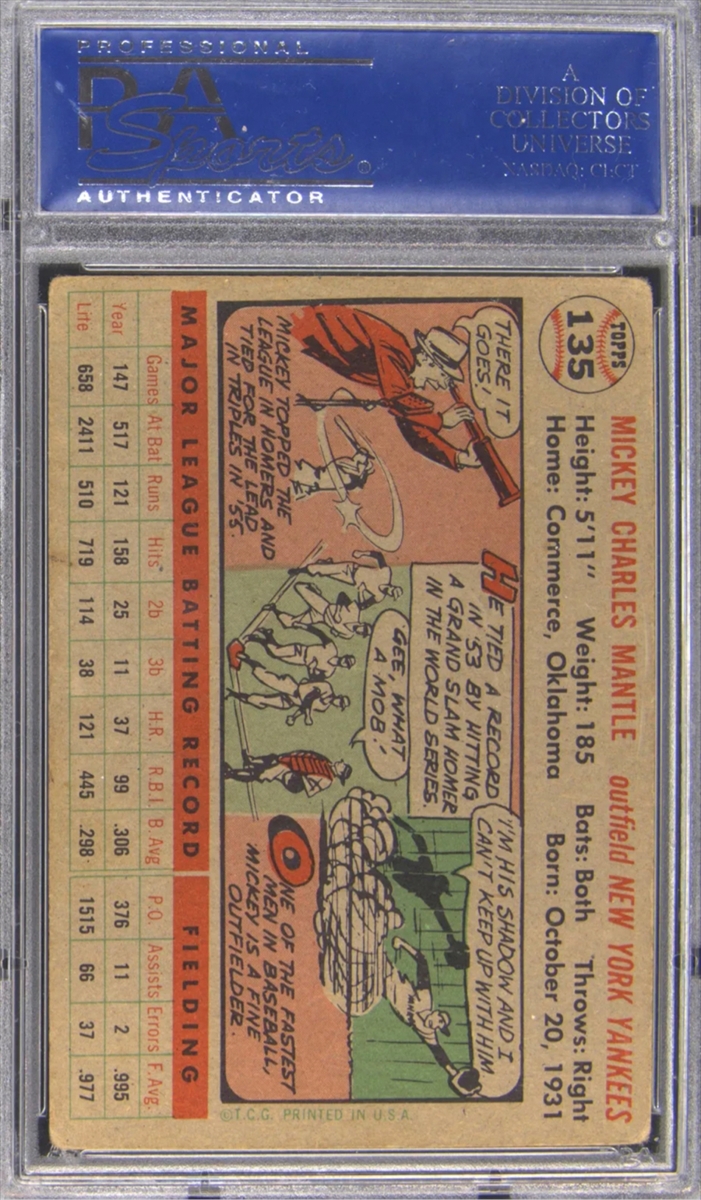 PROFESSIONAL
PSA
Sports®
AUTHENTICATOR
A
DIVISION OF
COLLECTORS
UNIVERSE
NASDAQ: CLCT
TOPPS
135
MICKEY CHARLES MANTLE outfield NEW YORK YANKEES
Height: 5'11" Weight: 185 Bats: Both Throws: Right
Home: Commerce, Oklahoma Born: October 20, 1931
THERE IT
GOES!
MICKEY TOPPED THE
LEAGUE IN HOMERS AND
TIED FOR THE LEAD
IN TRIPLES IN '55.
HE TIED A RECORD
IN '53 BY HITTING
A GRAND SLAM HOMER
IN THE WORLD SERIES.
GEE, WHAT
A MOB!
I'M HIS SHADOW AND I
CAN'T KEEP UP WITH HIM
ONE OF THE FASTEST
MEN IN BASEBALL,
MICKEY IS A FINE
OUTFIELDER.
©T.C.G. PRINTED IN U.S.A.
MAJOR LEAGUE BATTING RECORD FIELDING
Games At Bat Runs Hits 2b 3b H.R. R.B.I. B. Avg. P.O. Assists Errors F. Avg.
Year 147 517 121 158 25 11 37 99 .306 376 11 2 .995
Life 658 2411 510 719 114 38 121 445 .298 1515 66 37 .977